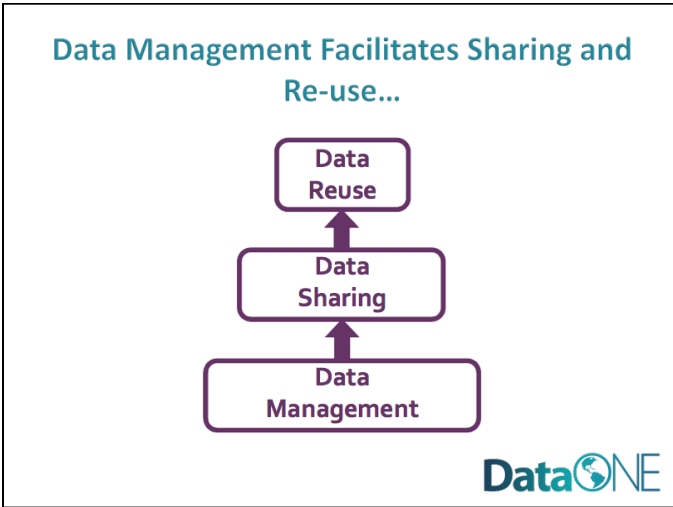 Data Management Facilitates Sharing and
Re-use...
Data
Reuse
Data
Sharing
Data
Management
DataONE